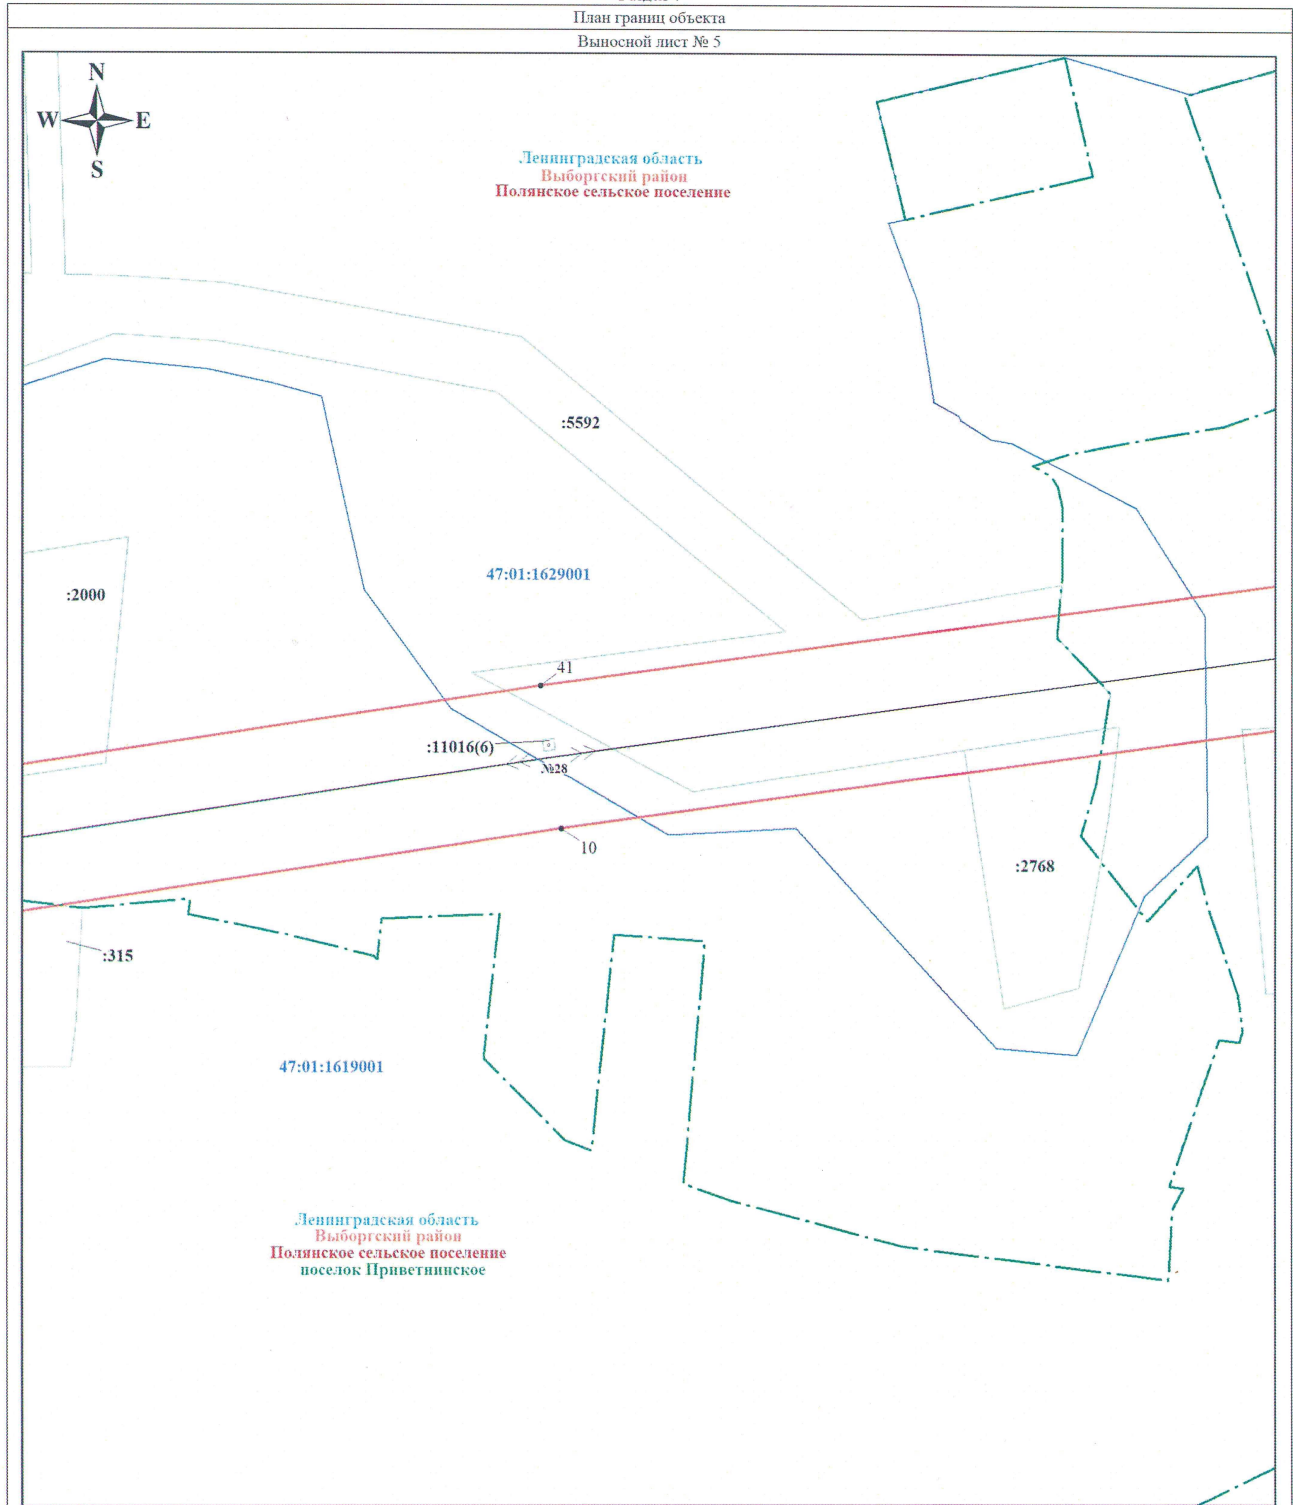 План границ объекта
Выносной лист № 5
N
W E
S
Ленинградская область
Выборгский район
Полянское сельское поселение
:5592
47:01:1629001
:2000
41
:11016(6)
№28
10
:2768
:315
47:01:1619001
Ленинградская область
Выборгский район
Полянское сельское поселение
поселок Приветнинское